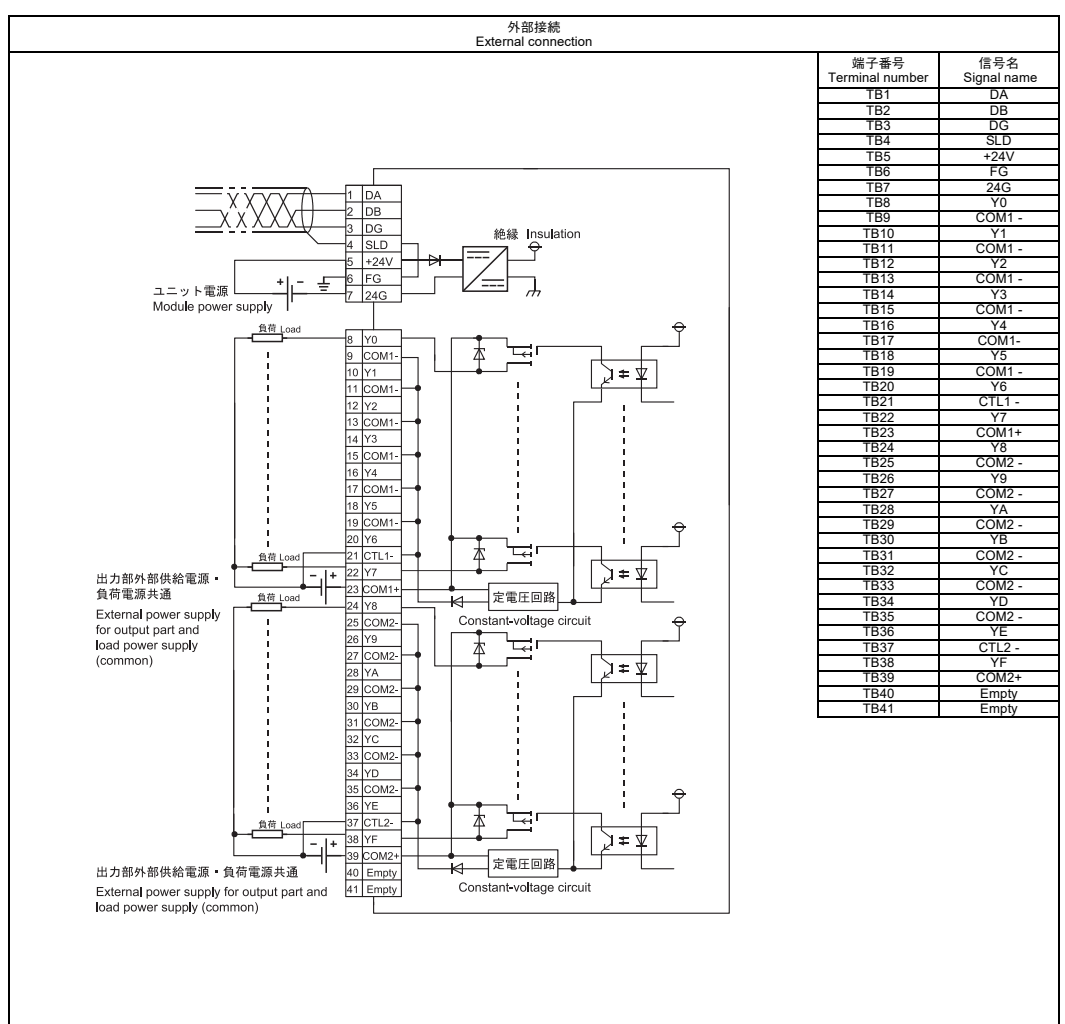 外部接続
External connection
端子番号 信号名
Terminal number Signal name
TB1 DA
TB2 DB
TB3 DG
TB4 SLD
TB5 +24V
TB6 FG
TB7 24G
TB8 Y0
TB9 COM1 -
TB10 Y1
TB11 COM1 -
TB12 Y2
TB13 COM1 -
TB14 Y3
TB15 COM1 -
TB16 Y4
TB17 COM1-
TB18 Y5
TB19 COM1 -
TB20 Y6
TB21 CTL1 -
TB22 Y7
TB23 COM1+
TB24 Y8
TB25 COM2 -
TB26 Y9
TB27 COM2 -
TB28 YA
TB29 COM2 -
TB30 YB
TB31 COM2 -
TB32 YC
TB33 COM2 -
TB34 YD
TB35 COM2 -
TB36 YE
TB37 CTL2 -
TB38 YF
TB39 COM2+
TB40 Empty
TB41 Empty
1 DA
2 DB
3 DG
4 SLD
5 +24V
6 FG
7 24G
絶縁 Insulation
+ -
ユニット電源
Module power supply
負荷 Load
8 Y0
9 COM1-
10 Y1
11 COM1-
12 Y2
13 COM1-
14 Y3
15 COM1-
16 Y4
17 COM1-
18 Y5
19 COM1-
20 Y6
21 CTL1-
22 Y7
23 COM1+
24 Y8
25 COM2-
26 Y9
27 COM2-
28 YA
29 COM2-
30 YB
31 COM2-
32 YC
33 COM2-
34 YD
35 COM2-
36 YE
37 CTL2-
38 YF
39 COM2+
40 Empty
41 Empty
負荷 Load
- +
出力部外部供給電源・
負荷電源共通
External power supply
for output part and
load power supply
(common)
負荷 Load
定電圧回路
Constant-voltage circuit
負荷 Load
- +
定電圧回路
Constant-voltage circuit
出力部外部供給電源・負荷電源共通
External power supply for output part and
load power supply (common)